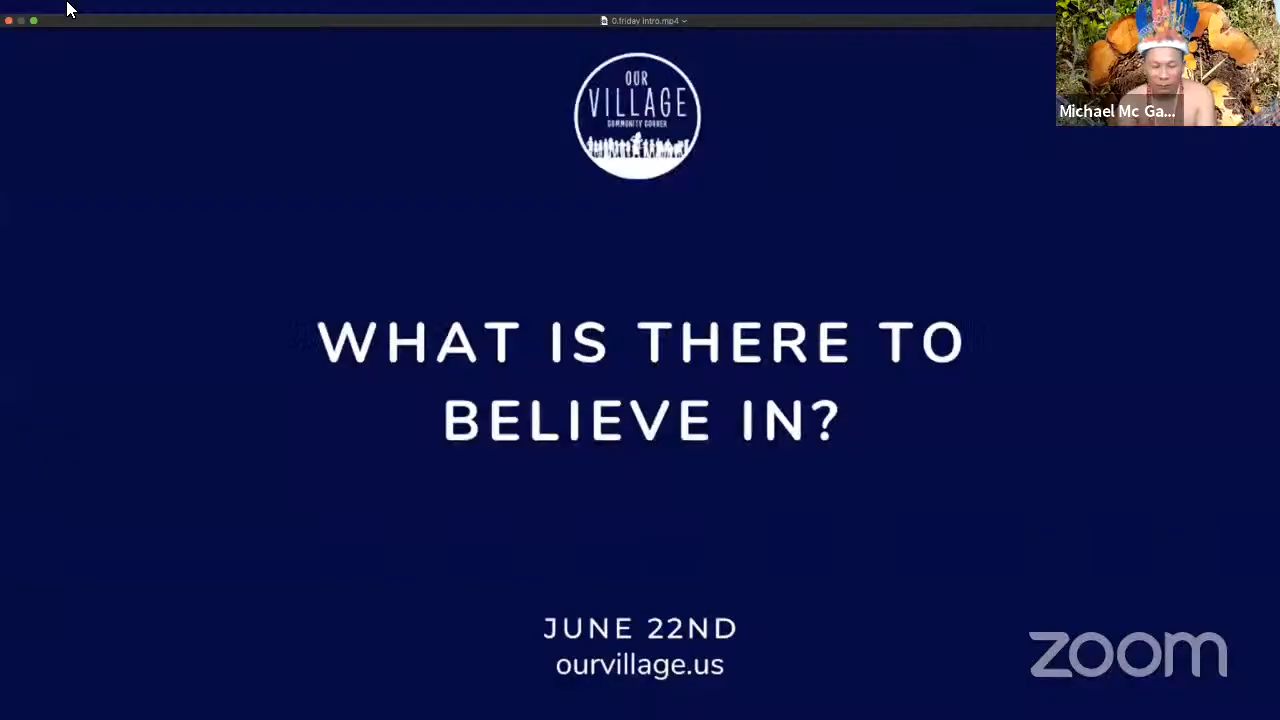 0.friday intro.mp4
OUR
VILLAGE
COMMUNITY CORNER
Michael Mc Ga...
WHAT IS THERE TO
BELIEVE IN?
JUNE 22ND
ourvillage.us
zoom